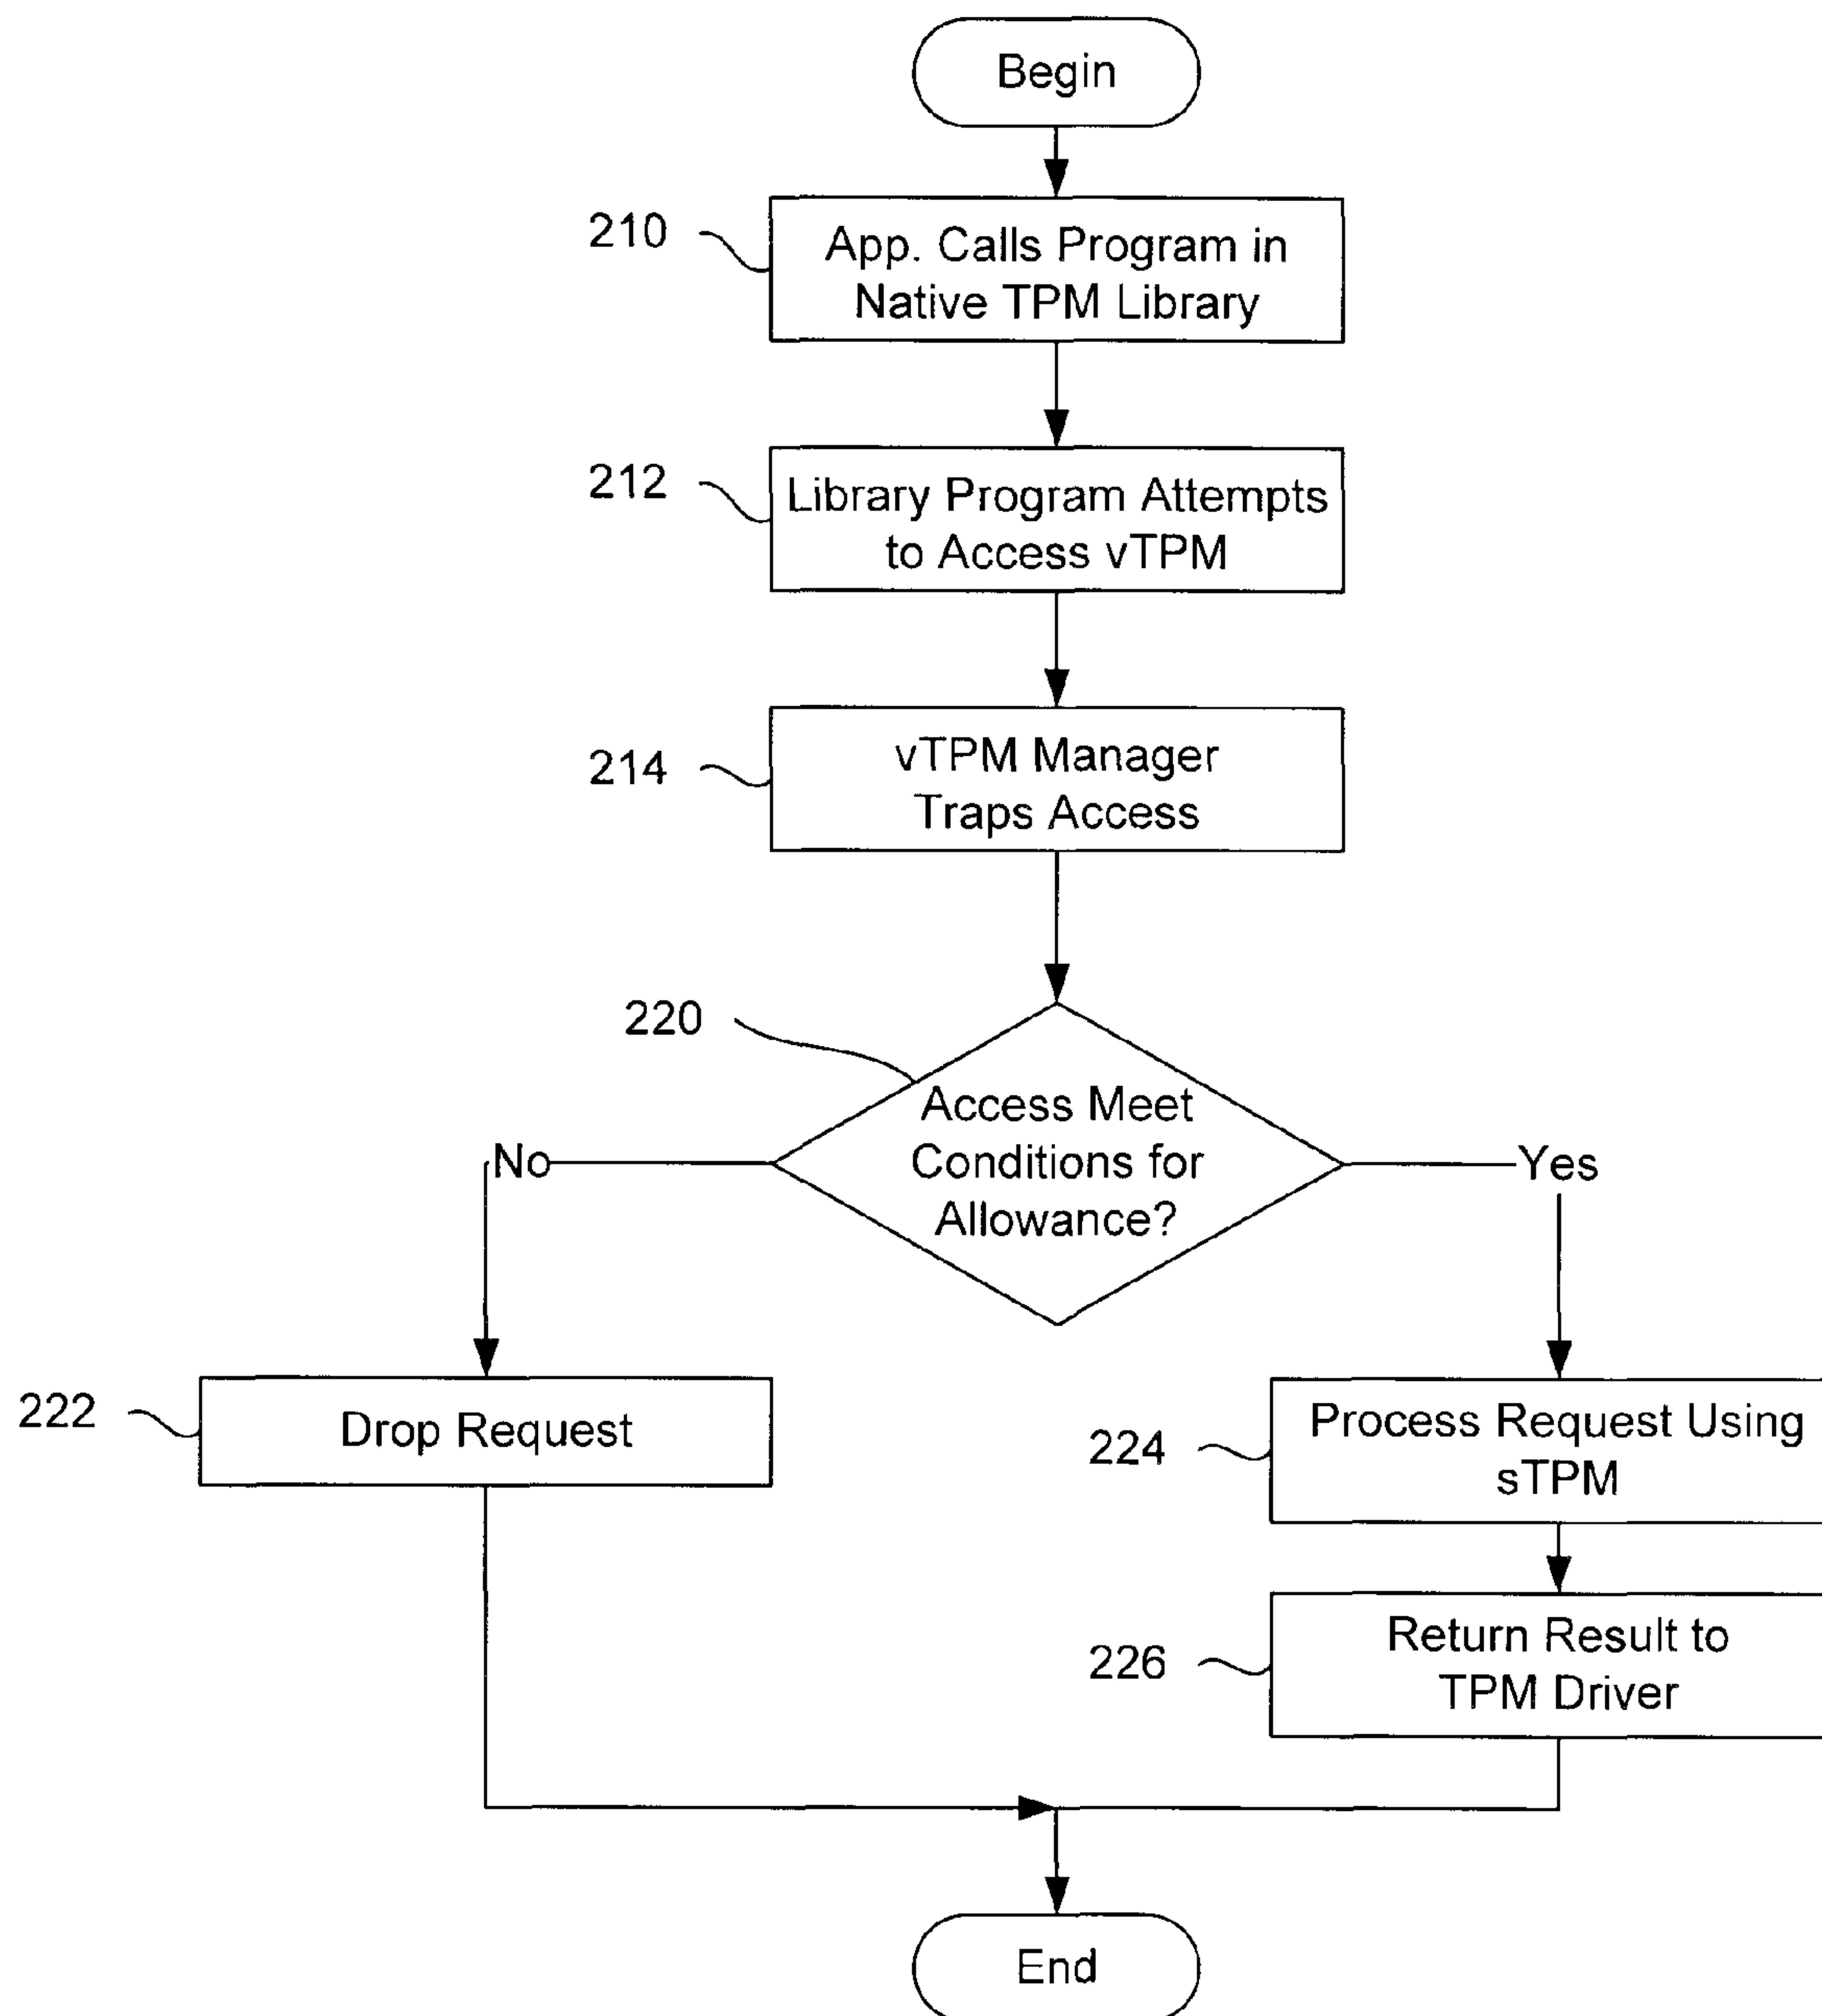 Begin
210
App. Calls Program in
Native TPM Library
212
Library Program Attempts
to Access vTPM
214
vTPM Manager
Traps Access
220
Access Meet
Conditions for
Allowance?
No
Yes
222
Drop Request
224
Process Request Using
sTPM
226
Return Result to
TPM Driver
End